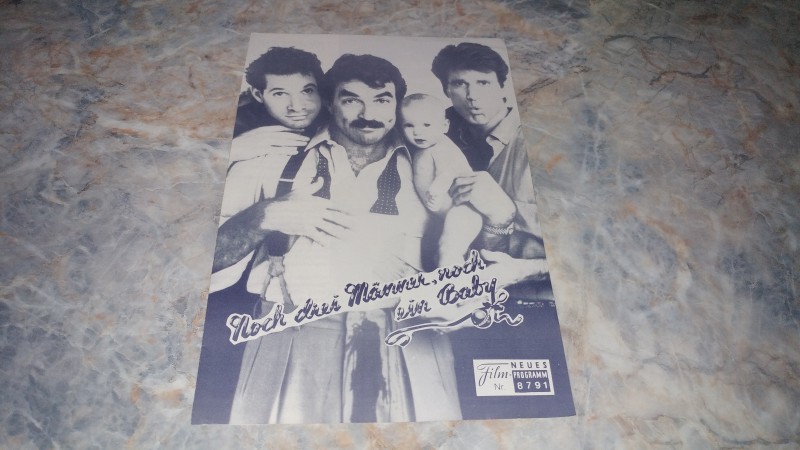 Noch drei Männer, noch
ein Baby
NEUES
Film- PROGRAMM
Nr. 8791